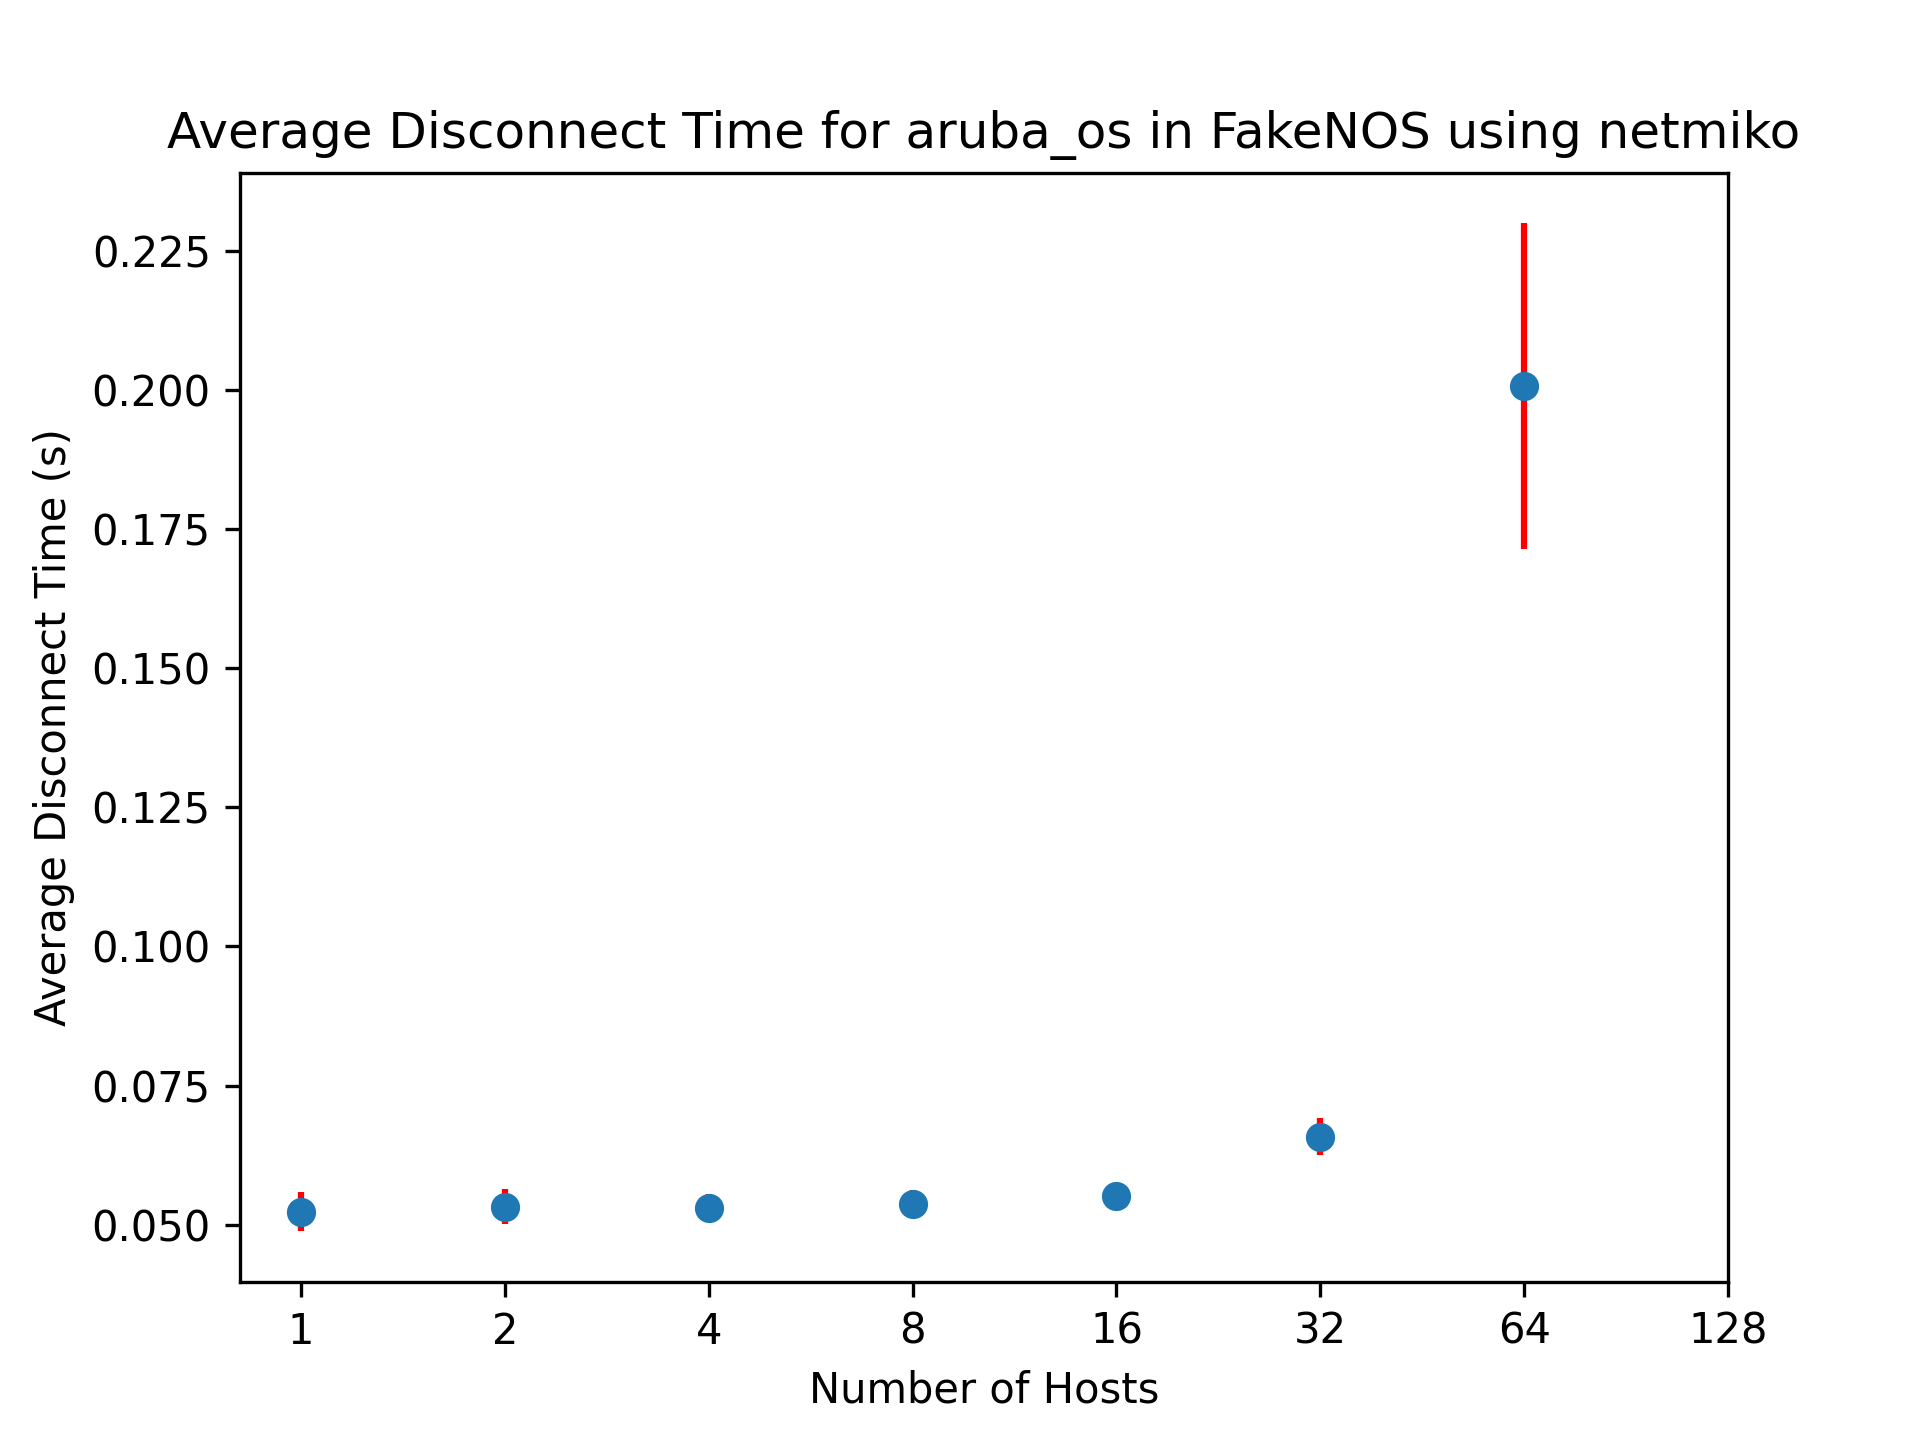 Average Disconnect Time for aruba_os in FakeNOS using netmiko
Average Disconnect Time (s)
0.225
0.200
0.175
0.150
0.125
0.100
0.075
0.050
1 2 4 8 16 32 64 128
Number of Hosts